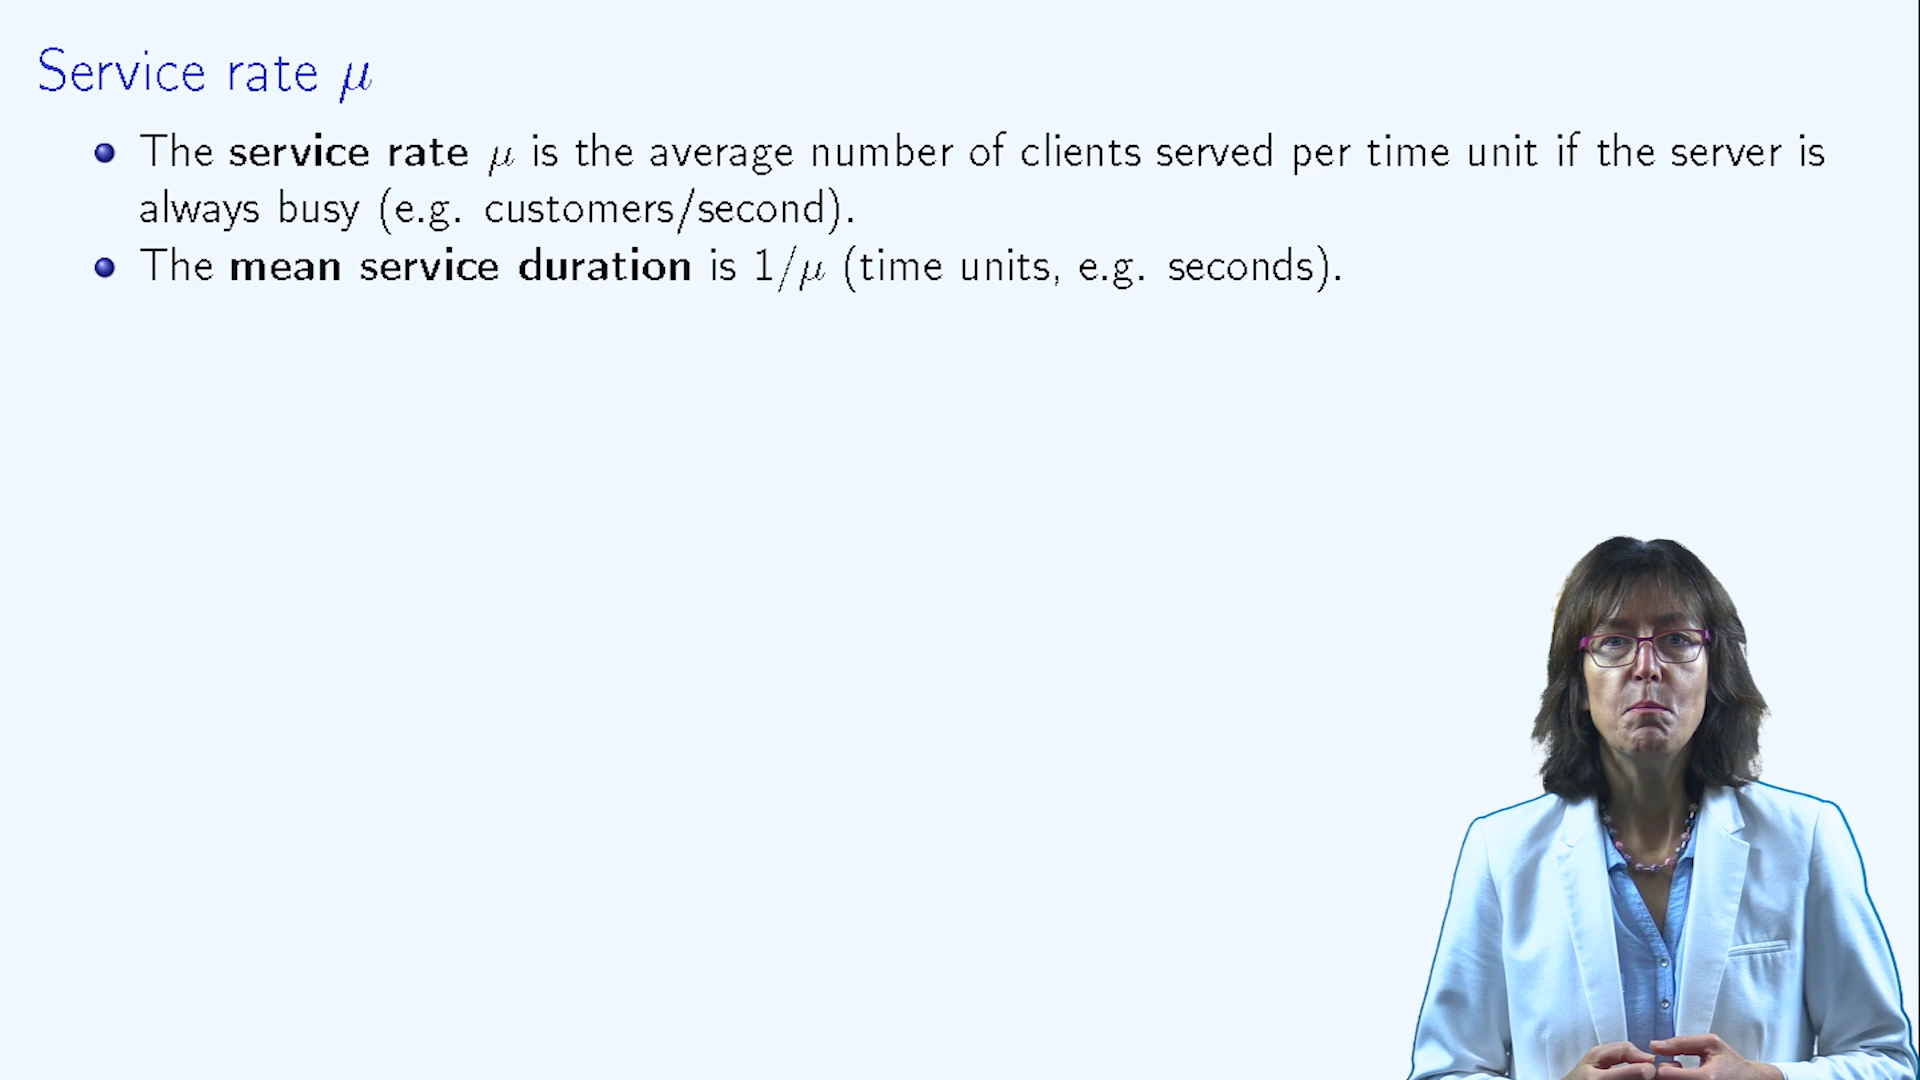 Service rate μ
The service rate μ is the average number of clients served per time unit if the server is
always busy (e.g. customers/second).
The mean service duration is 1/μ (time units, e.g. seconds).